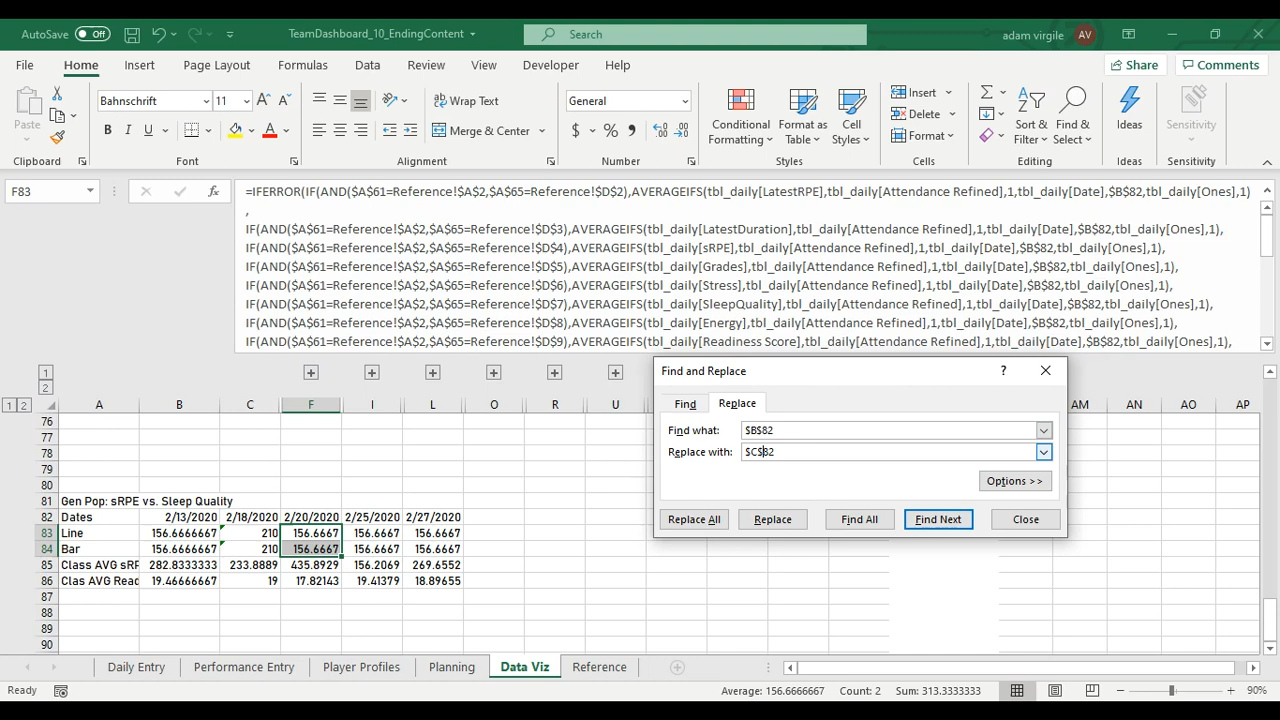 AutoSave Off TeamDashboard_10_EndingContent Search adam virgile AV
File Home Insert Page Layout Formulas Data Review View Developer Help Share Comments
Paste Bahnschrift 11 A A Wrap Text General Conditional Formatting Format as Table Cell Styles Insert Sort & Filter Find & Select Ideas Sensitivity
B I U A Merge & Center $ % , Delete
Format
Clipboard Font Alignment Number Styles Cells Editing Ideas Sensitivity
F83 fx =IFERROR(IF(AND($A$61=Reference!$A$2,$A$65=Reference!$D$2),AVERAGEIFS(tbl_daily[LatestRPE],tbl_daily[Attendance Refined],1,tbl_daily[Date],$B$82,tbl_daily[Ones],1)
,
IF(AND($A$61=Reference!$A$2,$A$65=Reference!$D$3),AVERAGEIFS(tbl_daily[LatestDuration],tbl_daily[Attendance Refined],1,tbl_daily[Date],$B$82,tbl_daily[Ones],1),
IF(AND($A$61=Reference!$A$2,$A$65=Reference!$D$4),AVERAGEIFS(tbl_daily[sRPE],tbl_daily[Attendance Refined],1,tbl_daily[Date],$B$82,tbl_daily[Ones],1),
IF(AND($A$61=Reference!$A$2,$A$65=Reference!$D$5),AVERAGEIFS(tbl_daily[Grades],tbl_daily[Attendance Refined],1,tbl_daily[Date],$B$82,tbl_daily[Ones],1),
IF(AND($A$61=Reference!$A$2,$A$65=Reference!$D$6),AVERAGEIFS(tbl_daily[Stress],tbl_daily[Attendance Refined],1,tbl_daily[Date],$B$82,tbl_daily[Ones],1),
IF(AND($A$61=Reference!$A$2,$A$65=Reference!$D$7),AVERAGEIFS(tbl_daily[SleepQuality],tbl_daily[Attendance Refined],1,tbl_daily[Date],$B$82,tbl_daily[Ones],1),
IF(AND($A$61=Reference!$A$2,$A$65=Reference!$D$8),AVERAGEIFS(tbl_daily[Energy],tbl_daily[Attendance Refined],1,tbl_daily[Date],$B$82,tbl_daily[Ones],1),
IF(AND($A$61=Reference!$A$2,$A$65=Reference!$D$9),AVERAGEIFS(tbl_daily[Readiness Score],tbl_daily[Attendance Refined],1,tbl_daily[Date],$B$82,tbl_daily[Ones],1),
1
2
1 2 A B C F I L O R U AM AN AO AP
Find and Replace ?
Find Replace
Find what: $B$82
Replace with: $C$82
Options >>
Replace All Replace Find All Find Next Close
76
77
78
79
80
81 Gen Pop: sRPE vs. Sleep Quality
82 Dates 2/13/2020 2/18/2020 2/20/2020 2/25/2020 2/27/2020
83 Line 156.6666667 210 156.6667 156.6667 156.6667
84 Bar 156.6666667 210 156.6667 156.6667 156.6667
85 Class AVG sRP 282.8333333 233.8889 435.8929 156.2069 269.6552
86 Clas AVG Read 19.46666667 19 17.82143 19.41379 18.89655
87
88
89
90
Daily Entry Performance Entry Player Profiles Planning Data Viz Reference
Ready Average: 156.6666667 Count: 2 Sum: 313.3333333 90%